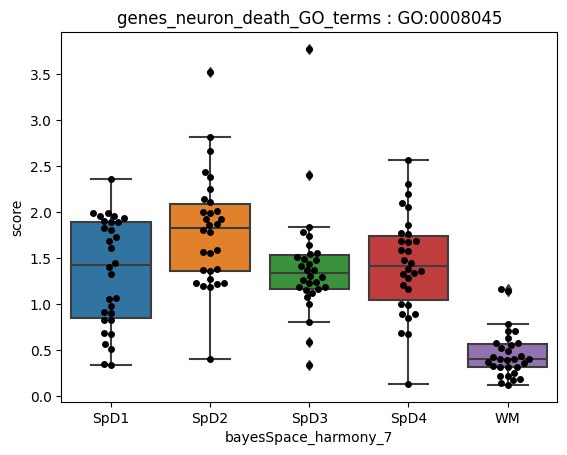 genes_neuron_death_GO_terms : GO:0008045
3.5
3.0
2.5
2.0
1.5
1.0
0.5
0.0
score
SpD1 SpD2 SpD3 SpD4 WM
bayesSpace_harmony_7